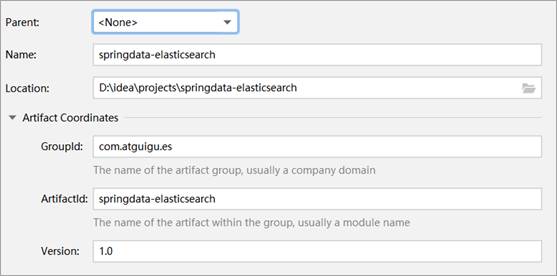 Parent: <None>
Name: springdata-elasticsearch
Location: D:\idea\projects\springdata-elasticsearch
Artifact Coordinates
GroupId: com.atguigu.es
The name of the artifact group, usually a company domain
ArtifactId: springdata-elasticsearch
The name of the artifact within the group, usually a module name
Version: 1.0